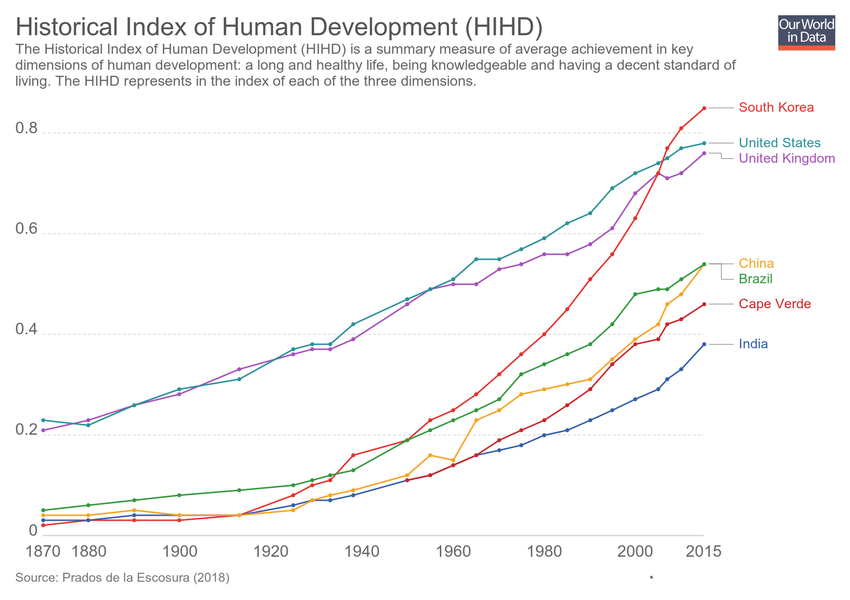 Historical Index of Human Development (HIHD)
Our World
in Data
The Historical Index of Human Development (HIHD) is a summary measure of average achievement in key
dimensions of human development: a long and healthy life, being knowledgeable and having a decent standard of
living. The HIHD represents in the index of each of the three dimensions.
South Korea
0.8
United States
United Kingdom
0.6
China
Brazil
Cape Verde
0.4
India
0.2
0
1870 1880 1900 1920 1940 1960 1980 2000 2015
Source: Prados de la Escosura (2018)